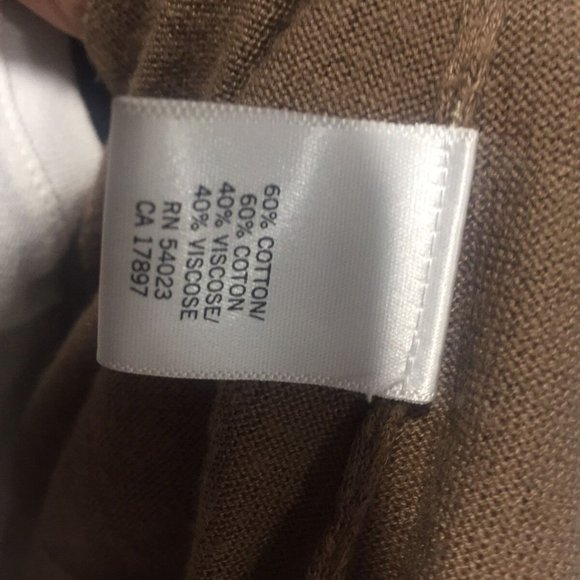 60% COTTON/
60% COTON
40% VISCOSE/
40% VISCOSE
RN 54023
CA 17897